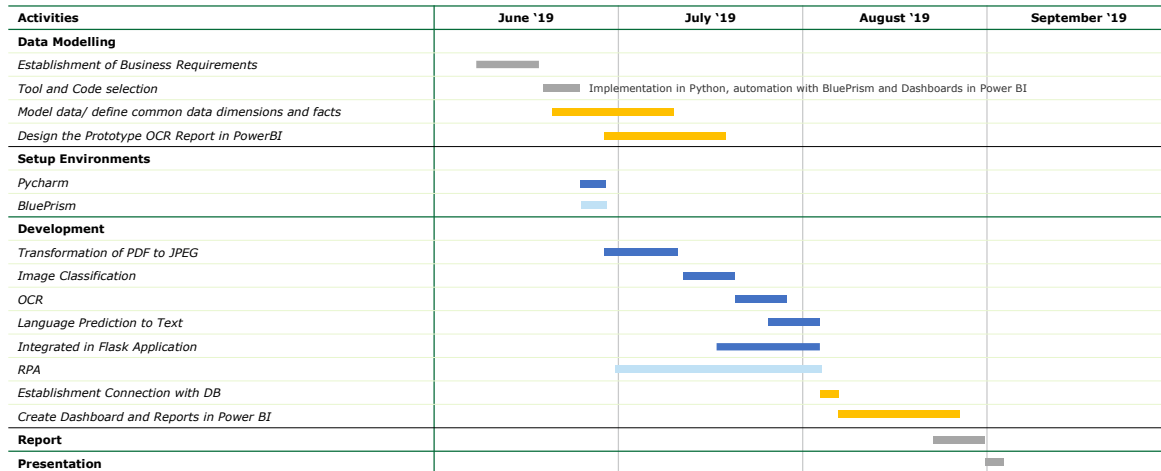 Activities June ‘19 July ‘19 August ‘19 September ‘19
Data Modelling
Establishment of Business Requirements
Tool and Code selection Implementation in Python, automation with BluePrism and Dashboards in Power BI
Model data/ define common data dimensions and facts
Design the Prototype OCR Report in PowerBI
Setup Environments
Pycharm
BluePrism
Development
Transformation of PDF to JPEG
Image Classification
OCR
Language Prediction to Text
Integrated in Flask Application
RPA
Establishment Connection with DB
Create Dashboard and Reports in Power BI
Report
Presentation